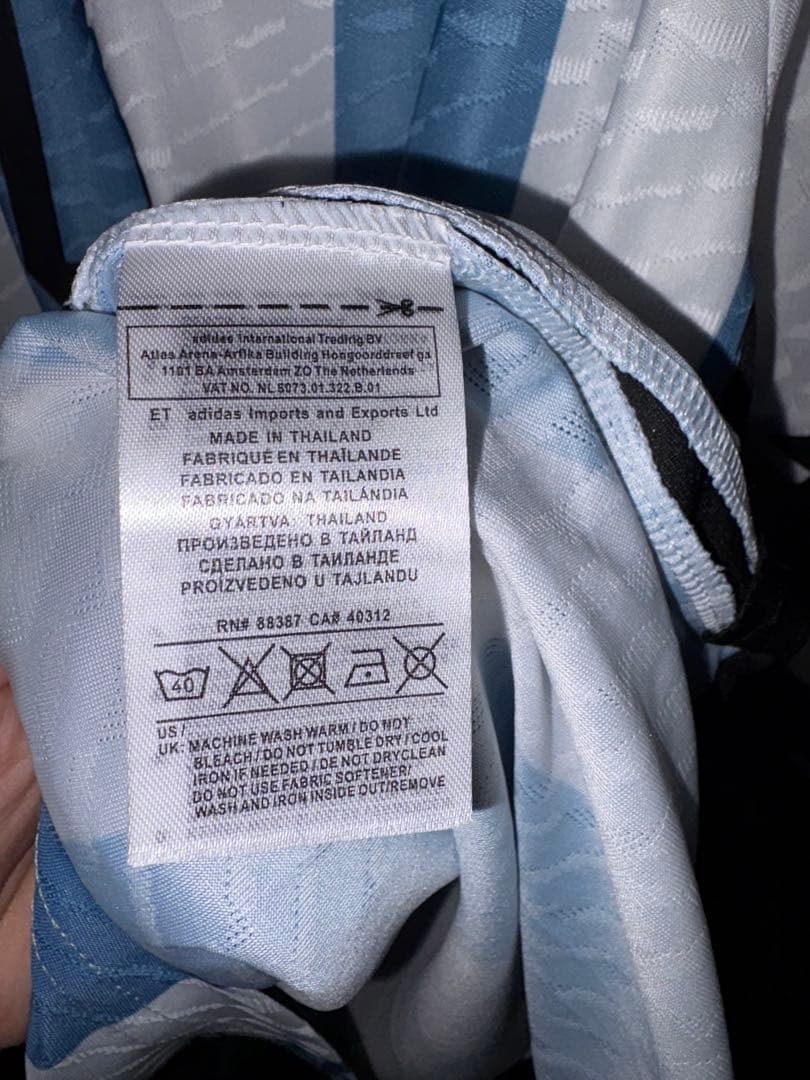 adidas International Trading BV
Atlas Arena-Arfika Building Hoogoorddreef ga
1101 BA Amsterdam ZO The Netherlands
VAT NO. NL 8073.01.322.B.01
ET adidas Imports and Exports Ltd
MADE IN THAILAND
FABRIQUÉ EN THAÏLANDE
FABRICADO EN TAILANDIA
FABRICADO NA TAILÂNDIA
GYÁRTVA: THAILAND
ПРОИЗВЕДЕНО В ТАЙЛАНД
СДЕЛАНО В ТАИЛАНДЕ
PROIZVEDENO U TAJLANDU
RN# 88387 CA# 40312
40
US /
UK: MACHINE WASH WARM / DO NOT
BLEACH / DO NOT TUMBLE DRY / COOL
IRON IF NEEDED / DE NOT DRYCLEAN
DO NOT USE FABRIC SOFTENER/
WASH AND IRON INSIDE OUT/REMOVE